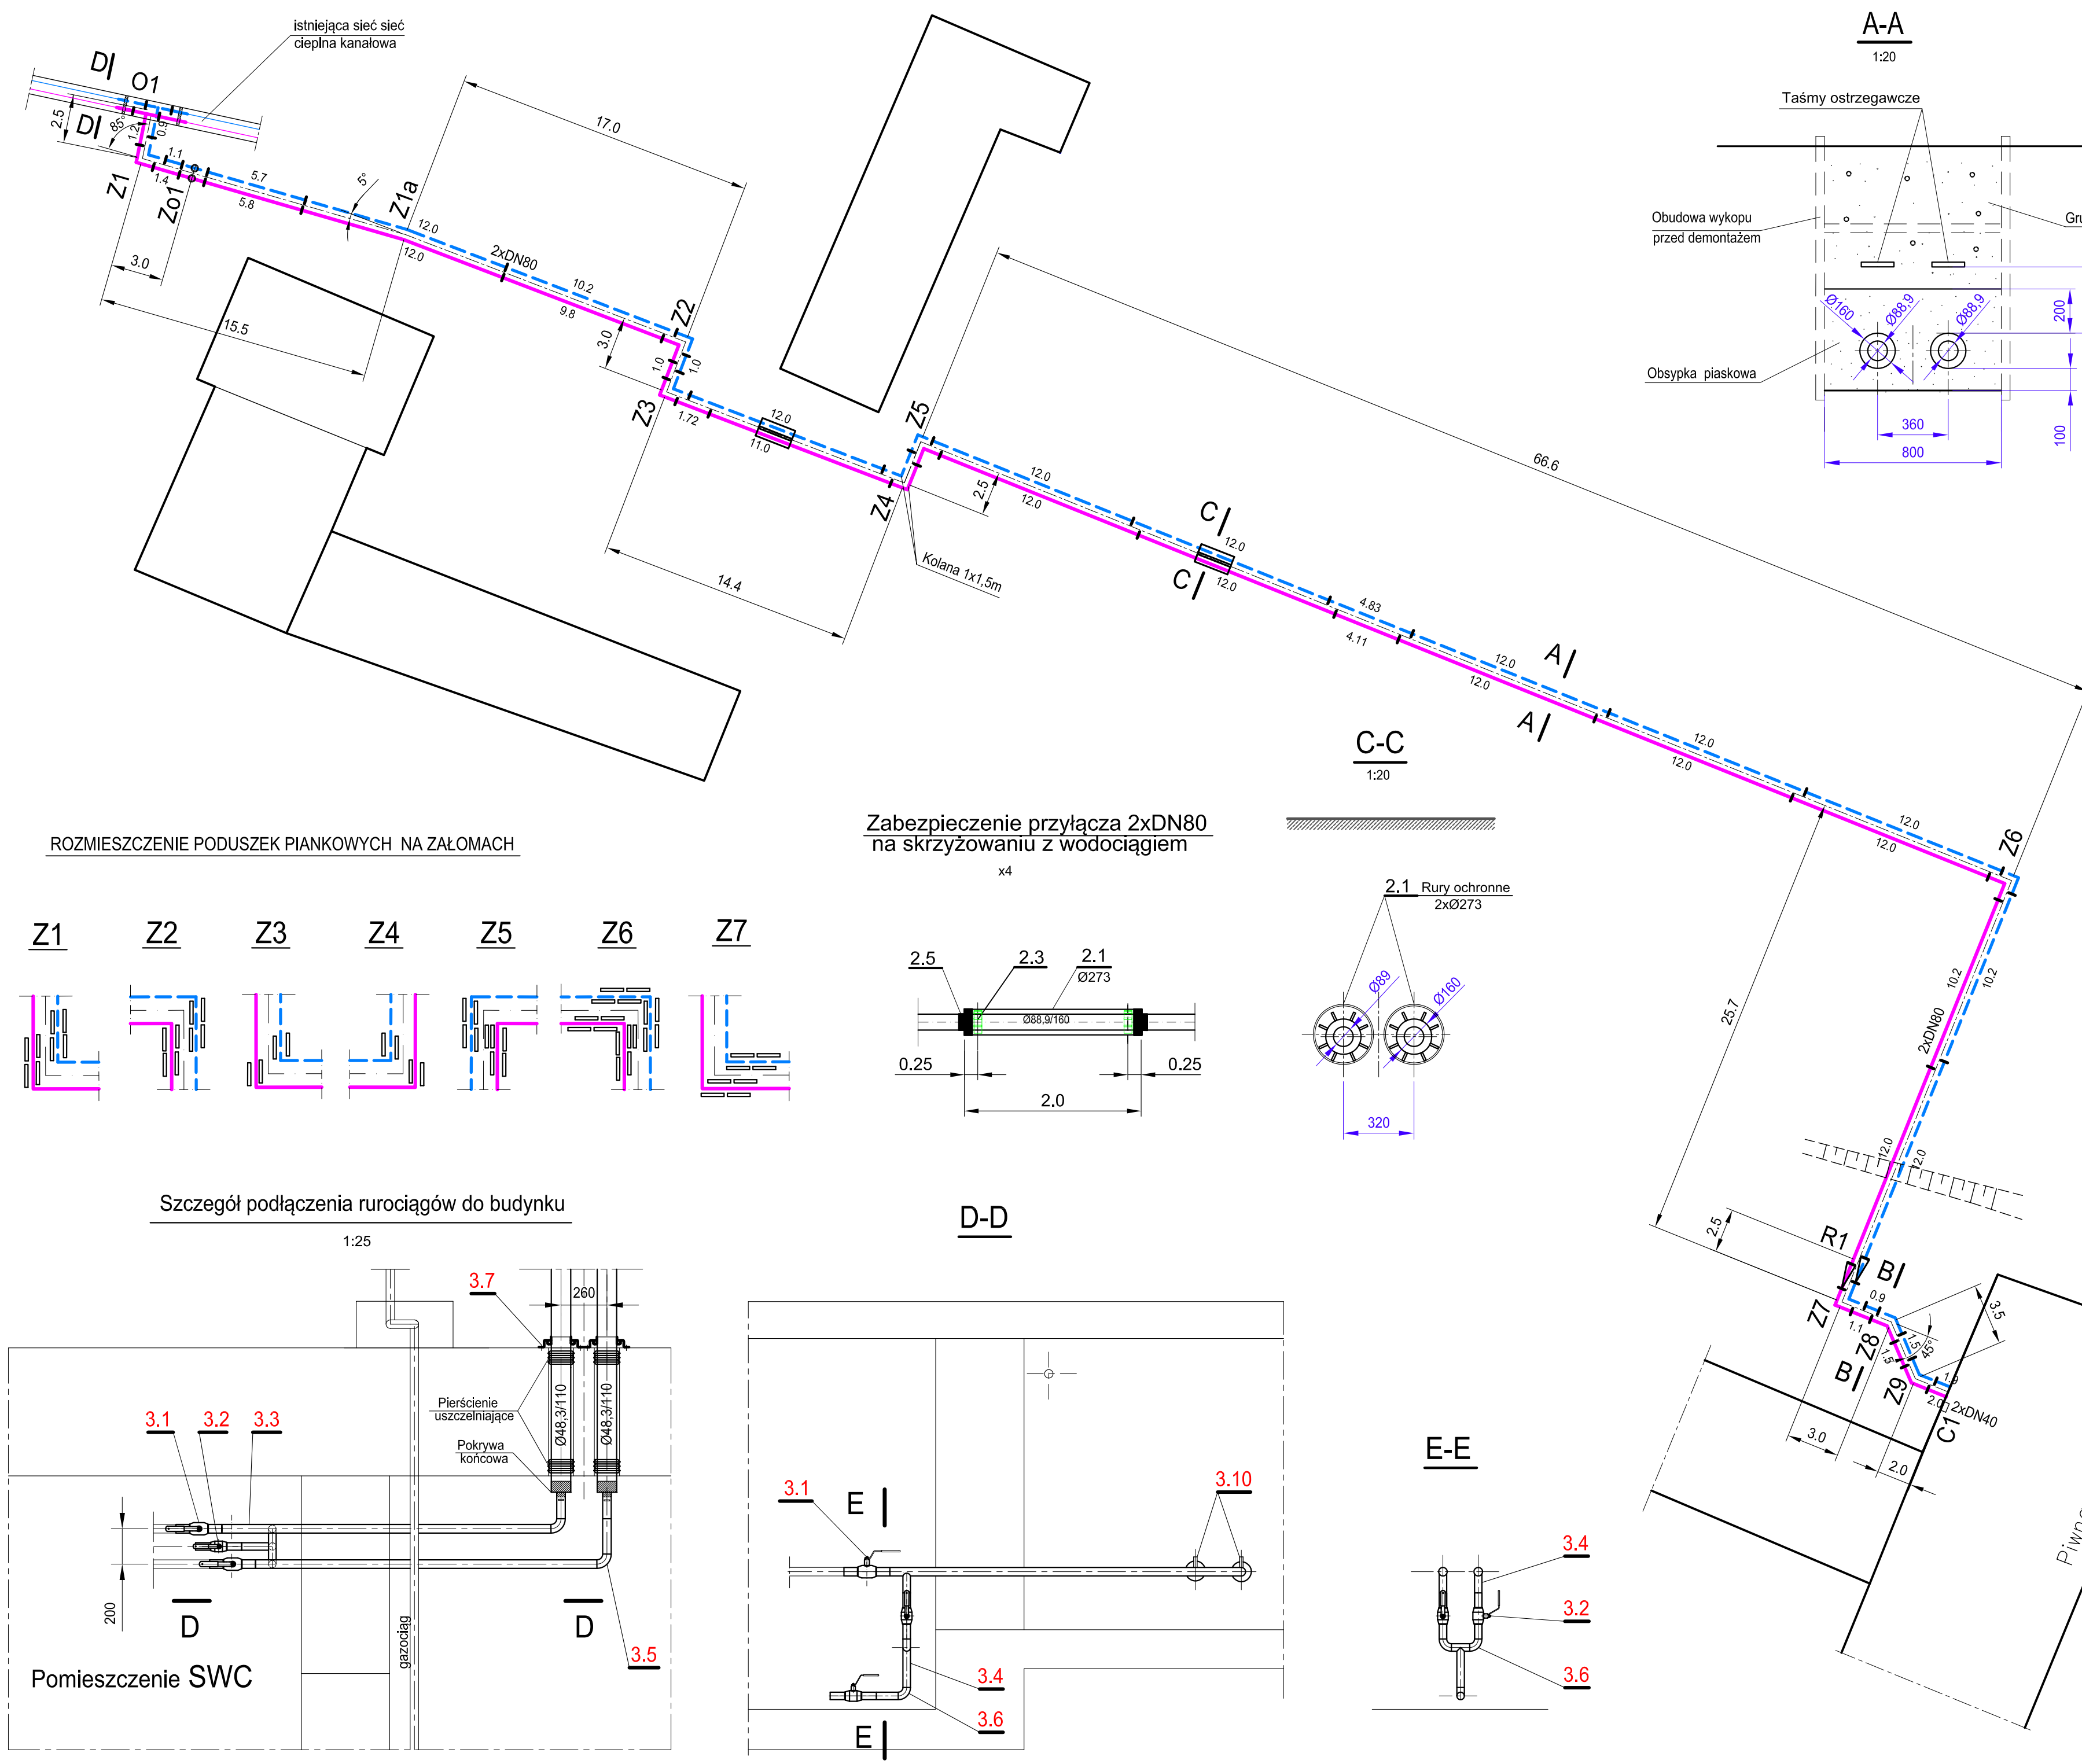 istniejąca sieć sieć
cieplna kanałowa
D
O1
D
2.5
85°
1.2
0.9
1.1
1.4
Z1
Zo1
5.7
5.8
5°
Z1a
3.0
15.5
17.0
12.0
12.0
2xDN80
10.2
9.8
Z2
3.0
1.0
1.0
Z3
1.72
12.0
11.0
14.4
Z4
Z5
2.5
Kolana 1x1,5m
12.0
12.0
66.6
C
C
12.0
12.0
4.83
4.11
A
A
12.0
12.0
12.0
12.0
12.0
12.0
Z6
10.2
10.2
2xDN80
25.7
12.0
12.0
2.5
R1
B
B
Z7
0.9
1.1
Z8
1.5
1.5
45°
3.5
Z9
1.9
2.0
2xDN40
C1
3.0
2.0
Piwn
A-A
1:20
Taśmy ostrzegawcze
Obudowa wykopu
przed demontażem
Gru
Ø160
Ø88,9
Ø88,9
200
Obsypka piaskowa
360
800
100
C-C
1:20
2.1 Rury ochronne
2xØ273
Ø89
Ø160
320
Zabezpieczenie przyłącza 2xDN80
na skrzyżowaniu z wodociągiem
x4
2.5
2.3
2.1
Ø273
Ø88,9/160
0.25
0.25
2.0
ROZMIESZCZENIE PODUSZEK PIANKOWYCH NA ZAŁOMACH
Z1
Z2
Z3
Z4
Z5
Z6
Z7
Szczegół podłączenia rurociągów do budynku
1:25
3.7
260
Pierścienie
uszczelniające
Ø48,3/110
Ø48,3/110
Pokrywa
końcowa
3.1
3.2
3.3
200
D
D
gazociąg
3.5
Pomieszczenie SWC
D-D
3.1
E
3.10
3.4
3.6
E
E-E
3.4
3.2
3.6